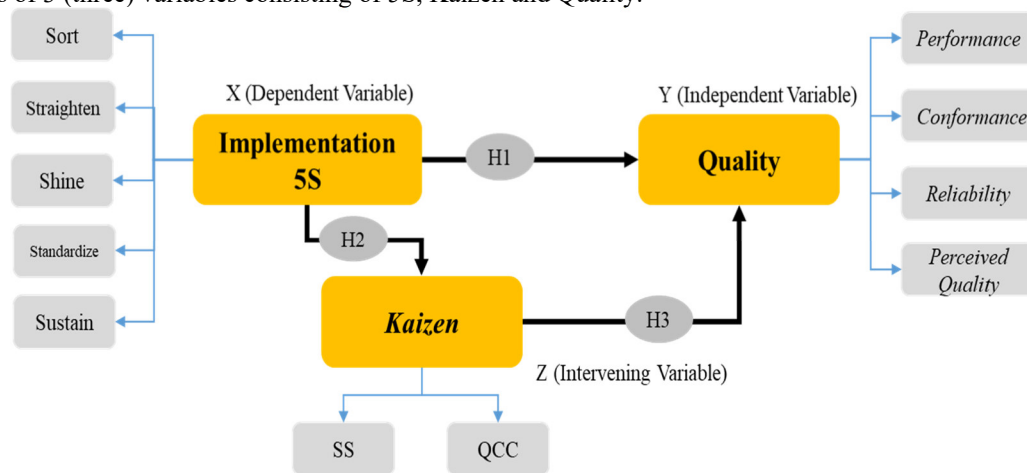 of 3 (three) variables consisting of 5S, Kaizen and Quality.
Sort
Straighten
Shine
Standardize
Sustain
X (Dependent Variable)
Implementation
5S
H1
H2
Y (Independent Variable)
Quality
Kaizen
H3
Z (Intervening Variable)
SS
QCC
Performance
Conformance
Reliability
Perceived
Quality